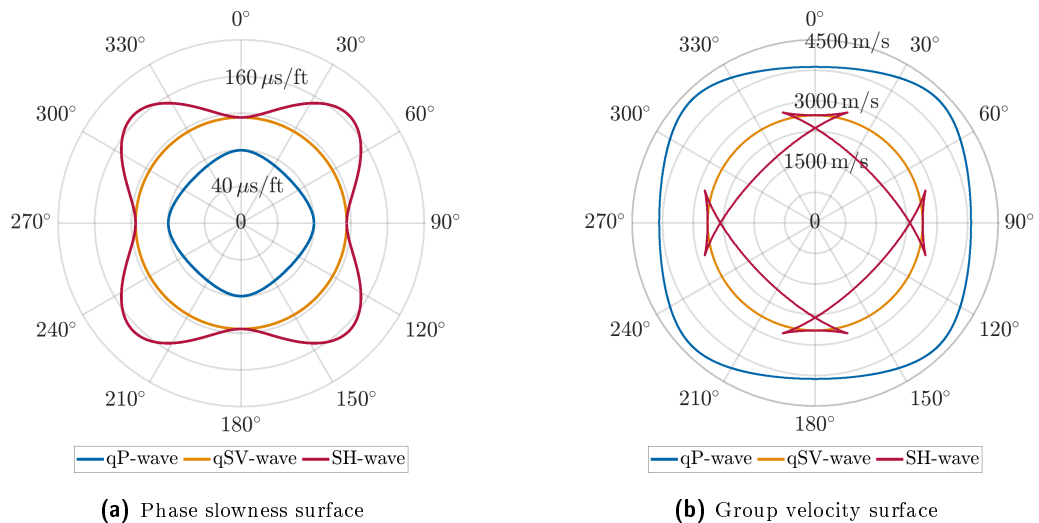 0°
30°
60°
90°
120°
150°
180°
210°
240°
270°
300°
330°
160 μs/ft
40 μs/ft
0
qP-wave qSV-wave SH-wave
(a) Phase slowness surface
0°
30°
60°
90°
120°
150°
180°
210°
240°
270°
300°
330°
4500 m/s
3000 m/s
1500 m/s
0
qP-wave qSV-wave SH-wave
(b) Group velocity surface